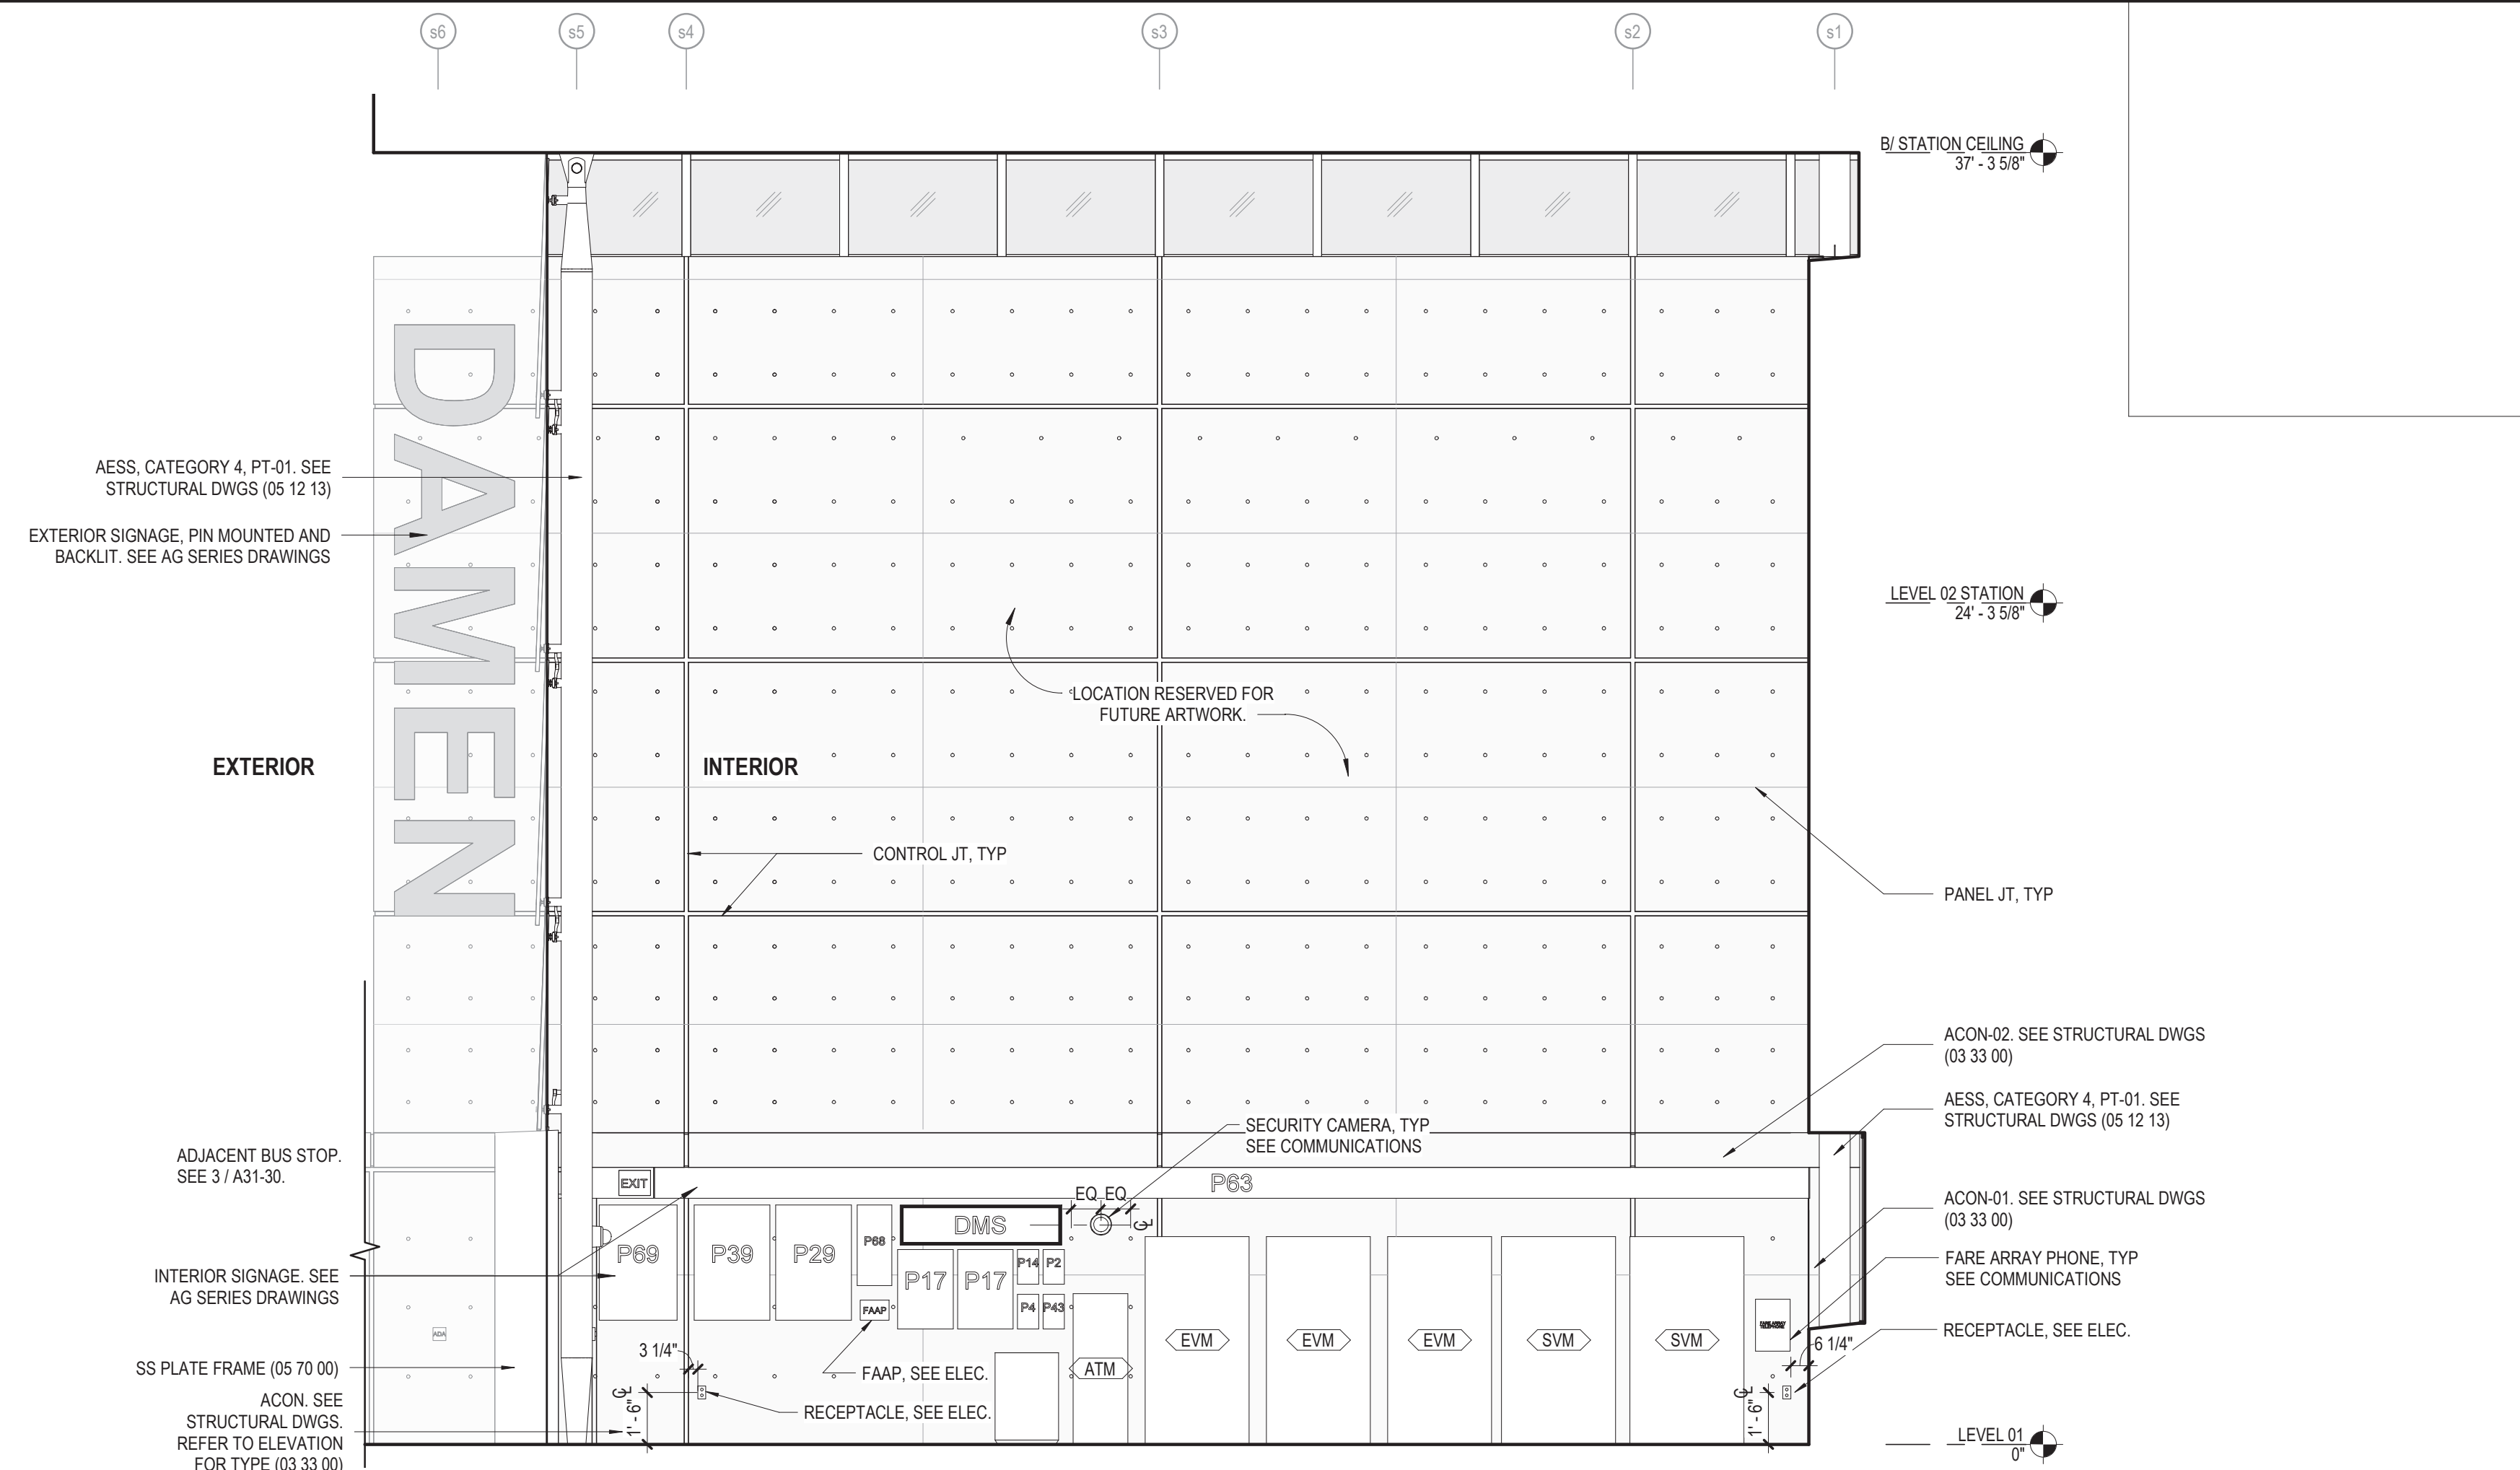 s6
s5
s4
s3
s2
s1
B/ STATION CEILING
37' - 3 5/8"
DAMEN
AESS, CATEGORY 4, PT-01. SEE
STRUCTURAL DWGS (05 12 13)
EXTERIOR SIGNAGE, PIN MOUNTED AND
BACKLIT. SEE AG SERIES DRAWINGS
LEVEL 02 STATION
24' - 3 5/8"
LOCATION RESERVED FOR
FUTURE ARTWORK.
EXTERIOR
INTERIOR
CONTROL JT, TYP
PANEL JT, TYP
ACON-02. SEE STRUCTURAL DWGS
(03 33 00)
AESS, CATEGORY 4, PT-01. SEE
STRUCTURAL DWGS (05 12 13)
SECURITY CAMERA, TYP
SEE COMMUNICATIONS
ADJACENT BUS STOP.
SEE 3 / A31-30.
EXIT
P63
EQ EQ
CL
ACON-01. SEE STRUCTURAL DWGS
(03 33 00)
DMS
P69
P39
P29
P68
P17
P17
P14
P2
FARE ARRAY PHONE, TYP
SEE COMMUNICATIONS
INTERIOR SIGNAGE. SEE
AG SERIES DRAWINGS
FAAP
P4
P43
FARE ARRAY
TELEPHONE
RECEPTACLE, SEE ELEC.
ADA
EVM
EVM
EVM
SVM
SVM
3 1/4"
6 1/4"
SS PLATE FRAME (05 70 00)
FAAP, SEE ELEC.
ATM
CL
1' - 6"
RECEPTACLE, SEE ELEC.
CL
1' - 6"
ACON. SEE
STRUCTURAL DWGS.
REFER TO ELEVATION
FOR TYPE (03 33 00)
LEVEL 01
0"